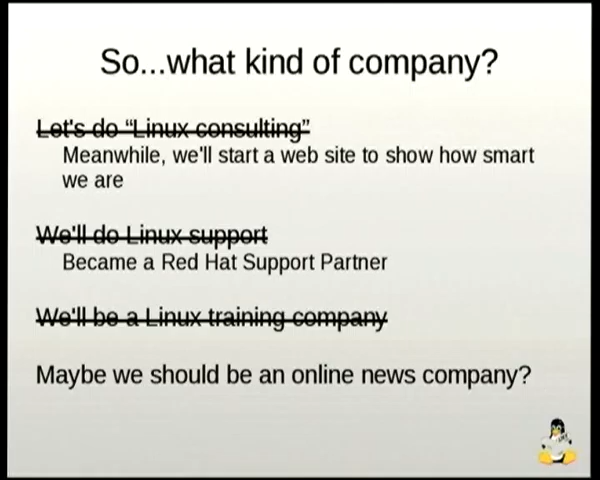 So...what kind of company?
Let's do “Linux consulting”
Meanwhile, we'll start a web site to show how smart
we are
We'll do Linux support
Became a Red Hat Support Partner
We'll be a Linux training company
Maybe we should be an online news company?